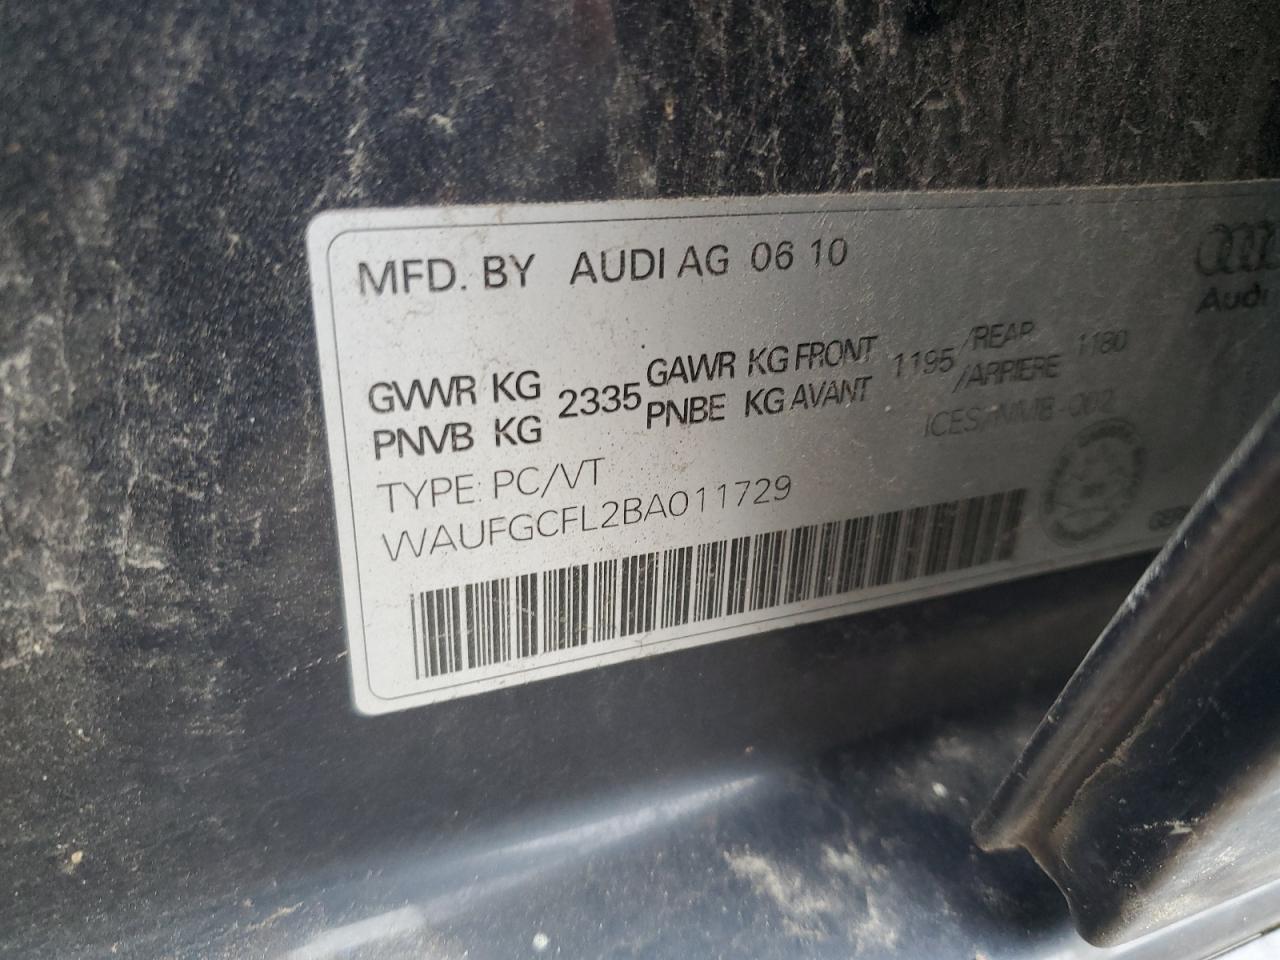 MFD. BY AUDI AG 06 10
Audi
GVWR KG 2335 GAWR KG FRONT 1195 /REAR 1180
PNVB KG PNBE KG AVANT /ARRIERE
ICES/NMB-002
TYPE: PC/VT
WAUFGCFL2BA011729